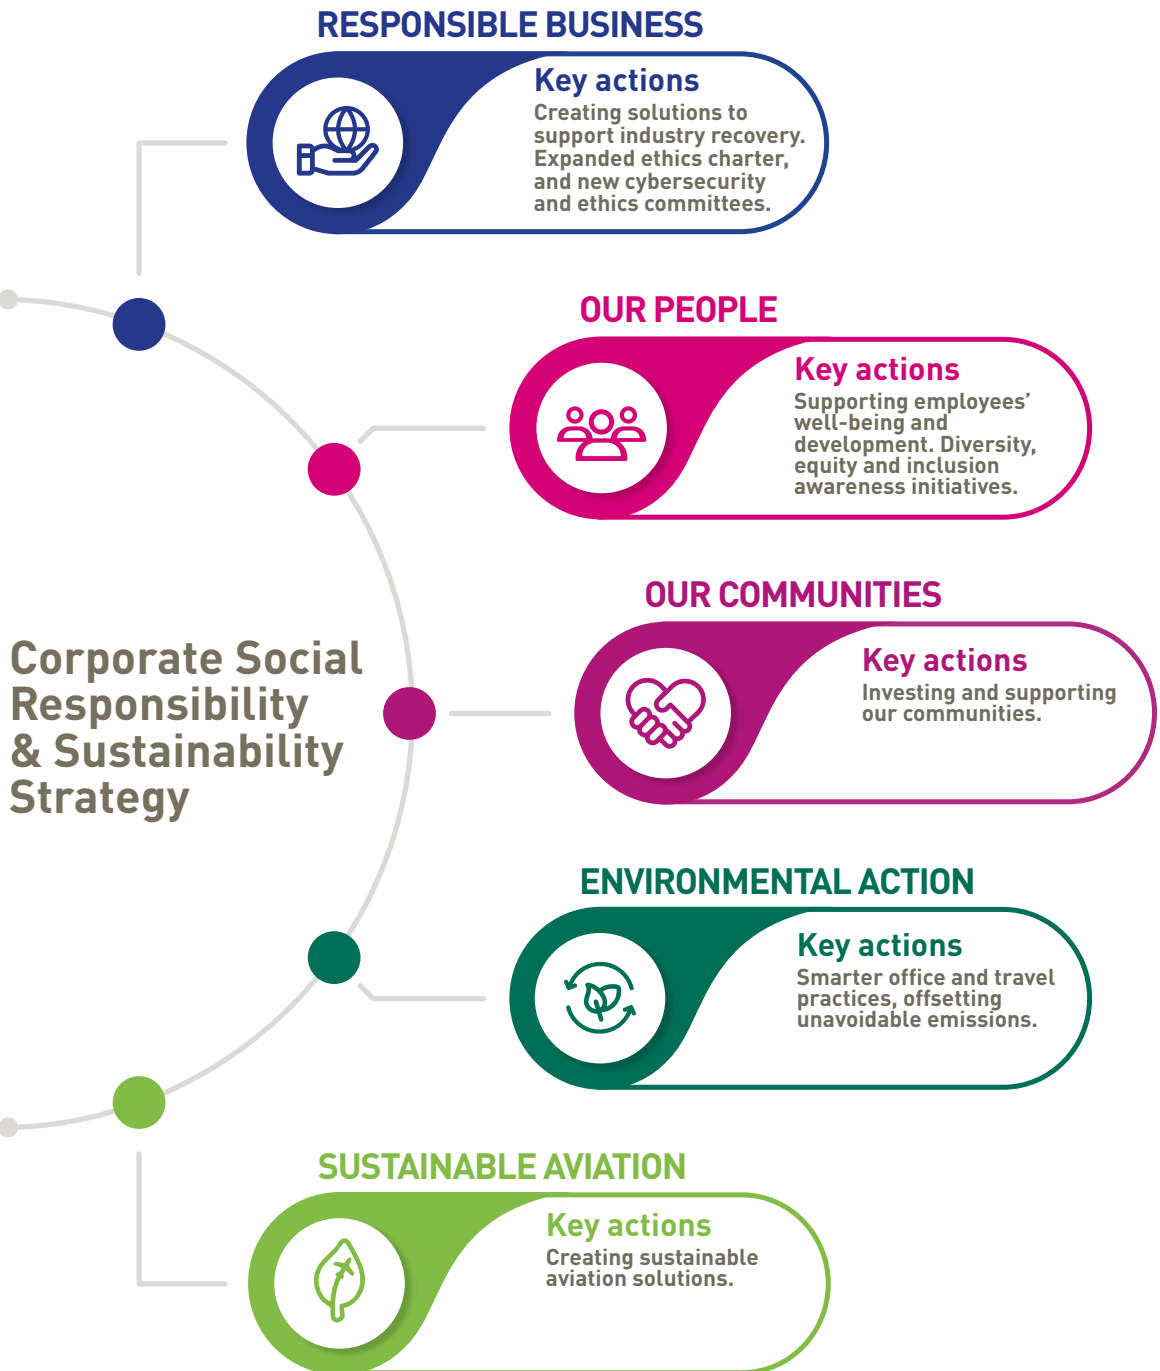 RESPONSIBLE BUSINESS
Key actions
Creating solutions to
support industry recovery.
Expanded ethics charter,
and new cybersecurity
and ethics committees.
OUR PEOPLE
Key actions
Supporting employees’
well-being and
development. Diversity,
equity and inclusion
awareness initiatives.
OUR COMMUNITIES
Key actions
Investing and supporting
our communities.
Corporate Social
Responsibility
& Sustainability
Strategy
ENVIRONMENTAL ACTION
Key actions
Smarter office and travel
practices, offsetting
unavoidable emissions.
SUSTAINABLE AVIATION
Key actions
Creating sustainable
aviation solutions.